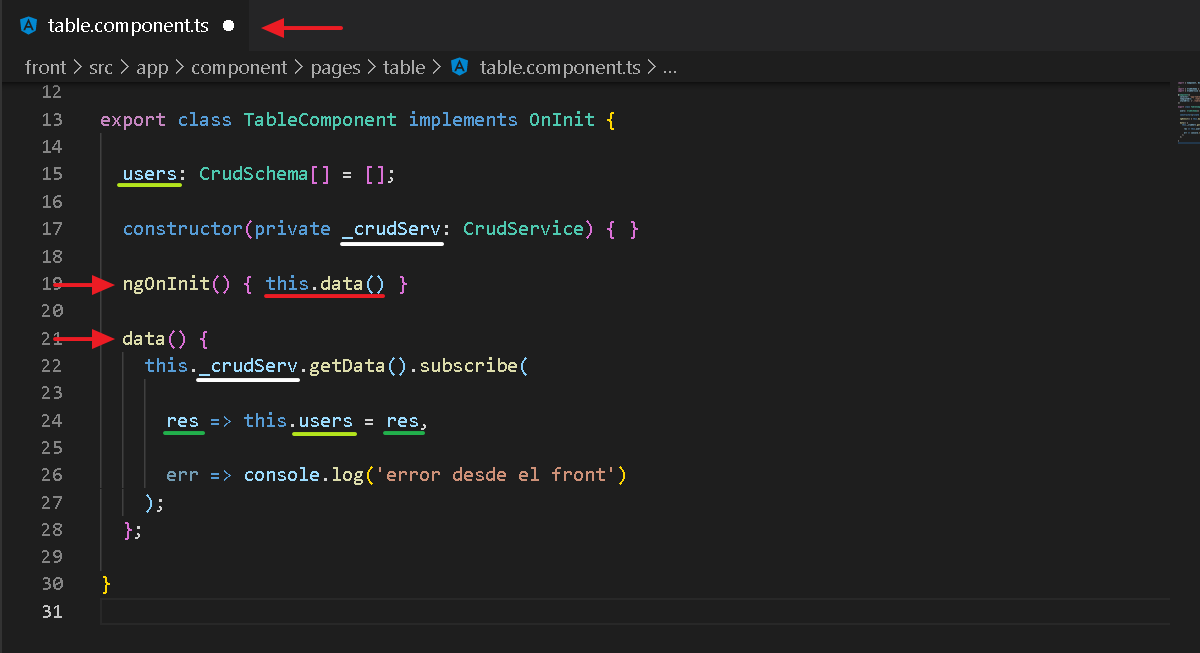 table.component.ts
front > src > app > component > pages > table > table.component.ts > ...
12
13 export class TableComponent implements OnInit {
14
15 users: CrudSchema[] = [];
16
17 constructor(private _crudServ: CrudService) { }
18
19 ngOnInit() { this.data() }
20
21 data() {
22 this._crudServ.getData().subscribe(
23
24 res => this.users = res,
25
26 err => console.log('error desde el front')
27 );
28 };
29
30 }
31